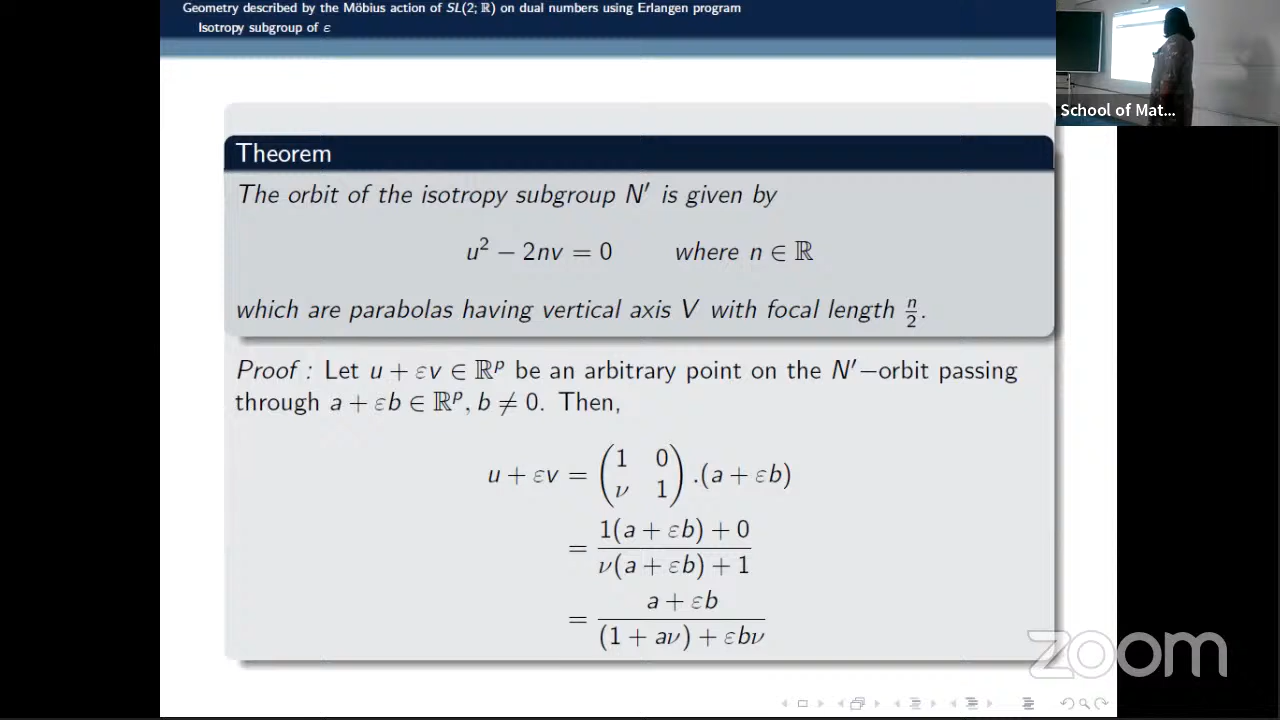 Geometry described by the Möbius action of SL(2; ℝ) on dual numbers using Erlangen program
Isotropy subgroup of ε
School of Mat...
Theorem
The orbit of the isotropy subgroup N′ is given by
u² − 2nv = 0 where n ∈ ℝ
which are parabolas having vertical axis V with focal length n/2.
Proof : Let u + εv ∈ ℝᵖ be an arbitrary point on the N′−orbit passing
through a + εb ∈ ℝᵖ, b ≠ 0. Then,
u + εv = (1 0
ν 1) .(a + εb)
= 1(a + εb) + 0
ν(a + εb) + 1
= a + εb
(1 + aν) + εbν
zoom